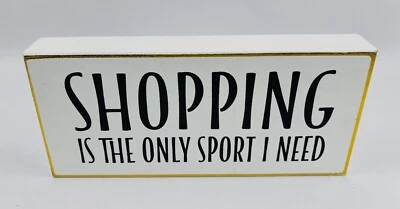 SHOPPING
IS THE ONLY SPORT I NEED